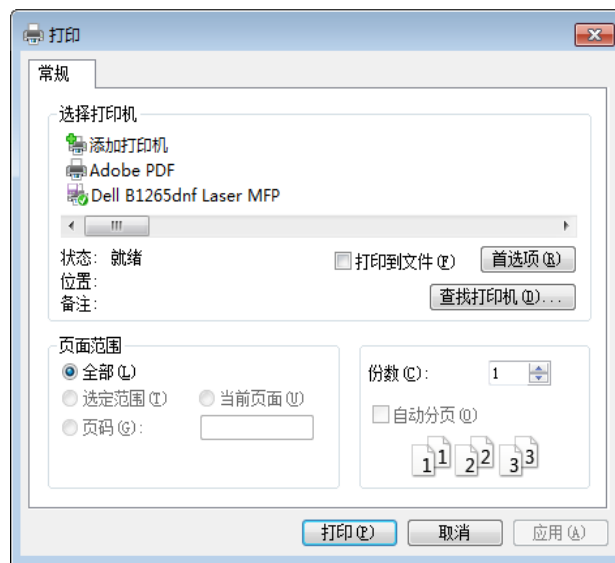 打印
常规
选择打印机
添加打印机
Adobe PDF
Dell B1265dnf Laser MFP
状态: 就绪
打印到文件(F)
首选项(R)
位置:
备注:
查找打印机(D)...
页面范围
全部(L)
选定范围(T) 当前页面(U)
页码(G):
份数(C): 1
自动分页(O)
1 1 2 2 3 3
打印(P) 取消 应用(A)